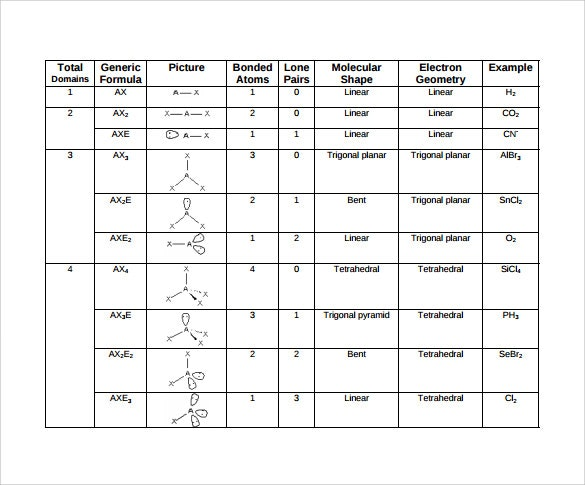 Total Domains Generic Formula Picture Bonded Atoms Lone Pairs Molecular Shape Electron Geometry Example
1 AX A—X 1 0 Linear Linear H₂
2 AX₂ X—A—X 2 0 Linear Linear CO₂
AXE A—X 1 1 Linear Linear CN⁻
3 AX₃ X A X X 3 0 Trigonal planar Trigonal planar AlBr₃
AX₂E A X X 2 1 Bent Trigonal planar SnCl₂
AXE₂ X—A 1 2 Linear Trigonal planar O₂
4 AX₄ X A X X X 4 0 Tetrahedral Tetrahedral SiCl₄
AX₃E A X X X 3 1 Trigonal pyramid Tetrahedral PH₃
AX₂E₂ X A X 2 2 Bent Tetrahedral SeBr₂
AXE₃ A X 1 3 Linear Tetrahedral Cl₂